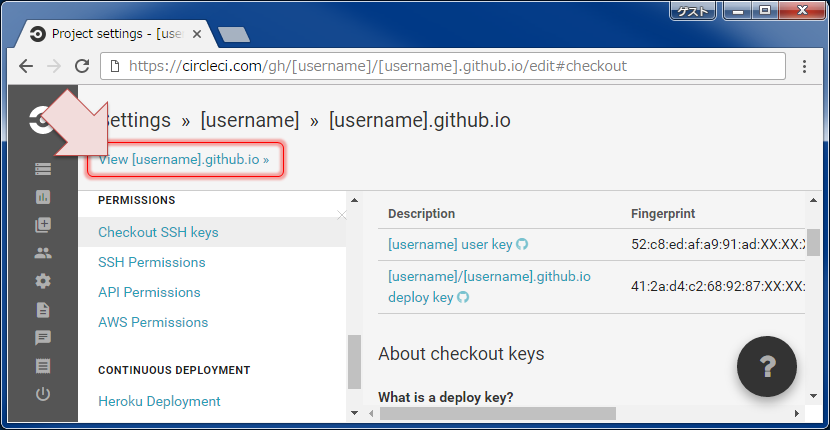 ゲスト
Project settings - [use
https://circleci.com/gh/[username]/[username].github.io/edit#checkout
Settings » [username] » [username].github.io
View [username].github.io »
PERMISSIONS
Checkout SSH keys
SSH Permissions
API Permissions
AWS Permissions
CONTINUOUS DEPLOYMENT
Heroku Deployment
Description Fingerprint
[username] user key 52:c8:ed:af:a9:91:ad:XX:XX:X
[username]/[username].github.io
deploy key 41:2a:d4:c2:68:92:87:XX:XX:
About checkout keys
What is a deploy key?
?